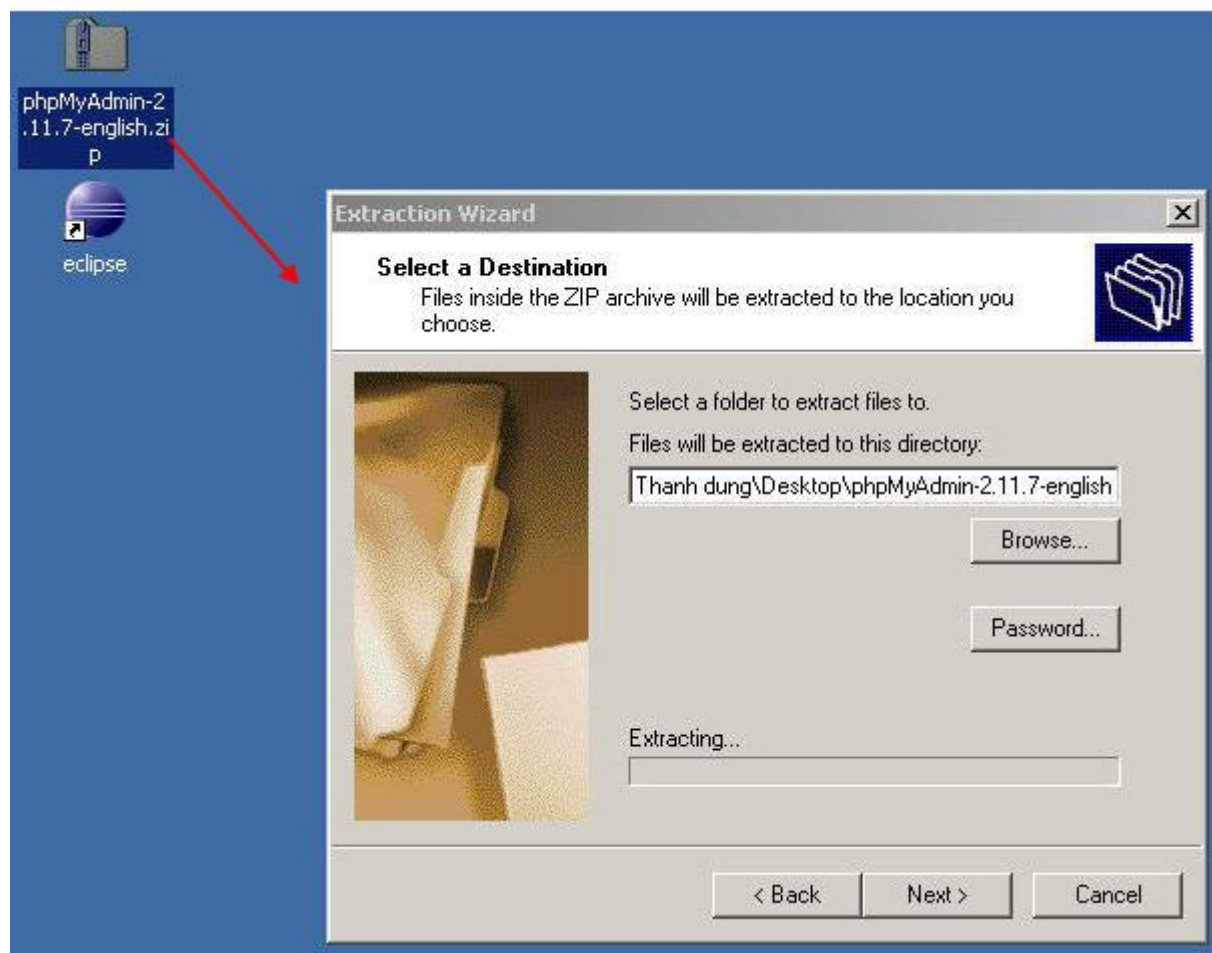 phpMyAdmin-2
.11.7-english.zi
p
eclipse
Extraction Wizard
Select a Destination
Files inside the ZIP archive will be extracted to the location you
choose.
Select a folder to extract files to.
Files will be extracted to this directory:
Thanh dung\Desktop\phpMyAdmin-2.11.7-english
Browse...
Password...
Extracting...
< Back
Next >
Cancel